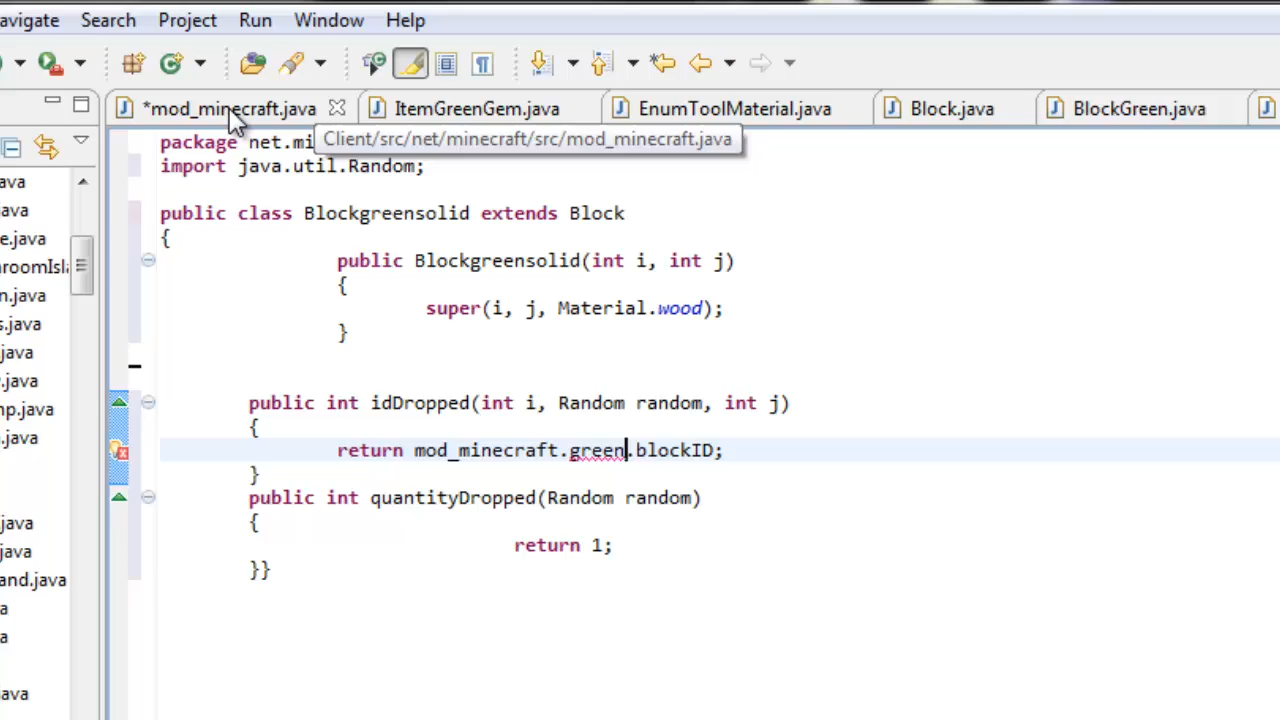 avigate Search Project Run Window Help
*mod_minecraft.java ItemGreenGem.java EnumToolMaterial.java Block.java BlockGreen.java
Client/src/net/minecraft/src/mod_minecraft.java
package net.mi
import java.util.Random;
public class Blockgreensolid extends Block
{
public Blockgreensolid(int i, int j)
{
super(i, j, Material.wood);
}
public int idDropped(int i, Random random, int j)
{
return mod_minecraft.green.blockID;
}
public int quantityDropped(Random random)
{
return 1;
}}
ava
ava
e.java
roomIsla
n.java
s.java
java
.java
np.java
a.java
java
java
and.java
a
a
ava